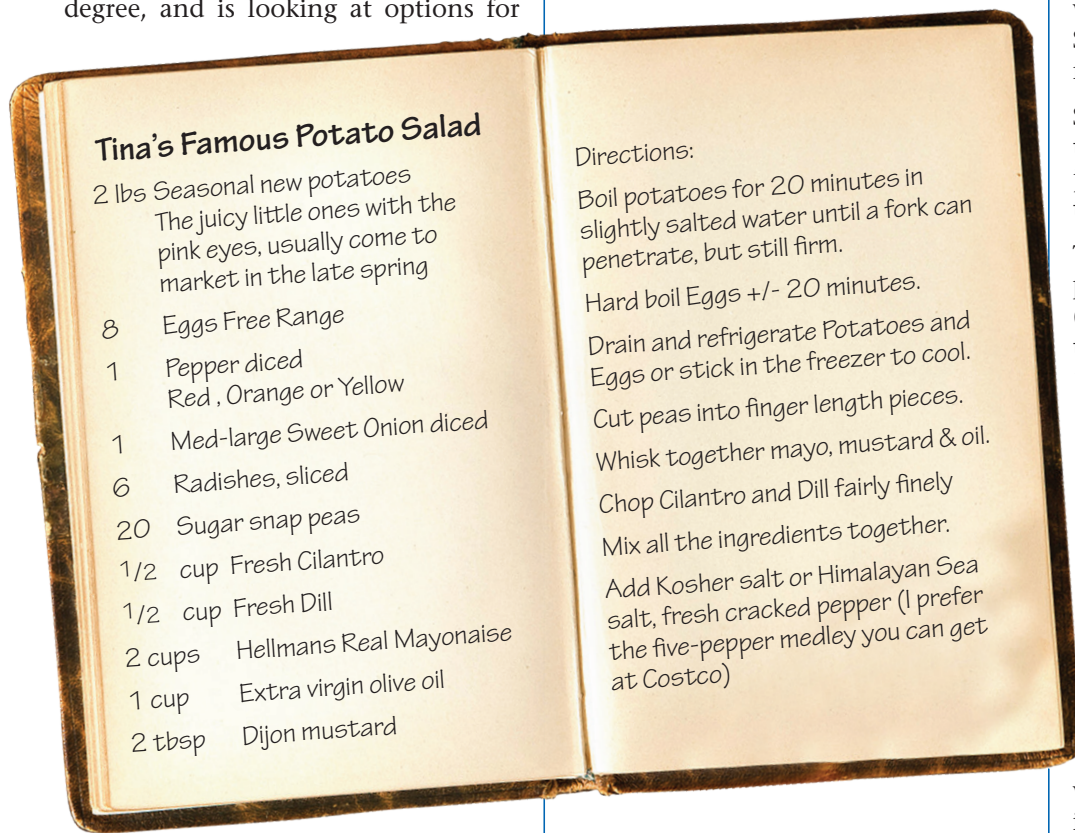 degree, and is looking at options for
Tina's Famous Potato Salad
2 lbs Seasonal new potatoes
The juicy little ones with the
pink eyes, usually come to
market in the late spring
8 Eggs Free Range
1 Pepper diced
Red , Orange or Yellow
1 Med-large Sweet Onion diced
6 Radishes, sliced
20 Sugar snap peas
1/2 cup Fresh Cilantro
1/2 cup Fresh Dill
2 cups Hellmans Real Mayonaise
1 cup Extra virgin olive oil
2 tbsp Dijon mustard
Directions:
Boil potatoes for 20 minutes in
slightly salted water until a fork can
penetrate, but still firm.
Hard boil Eggs +/- 20 minutes.
Drain and refrigerate Potatoes and
Eggs or stick in the freezer to cool.
Cut peas into finger length pieces.
Whisk together mayo, mustard & oil.
Chop Cilantro and Dill fairly finely
Mix all the ingredients together.
Add Kosher salt or Himalayan Sea
salt, fresh cracked pepper (I prefer
the five-pepper medley you can get
at Costco)